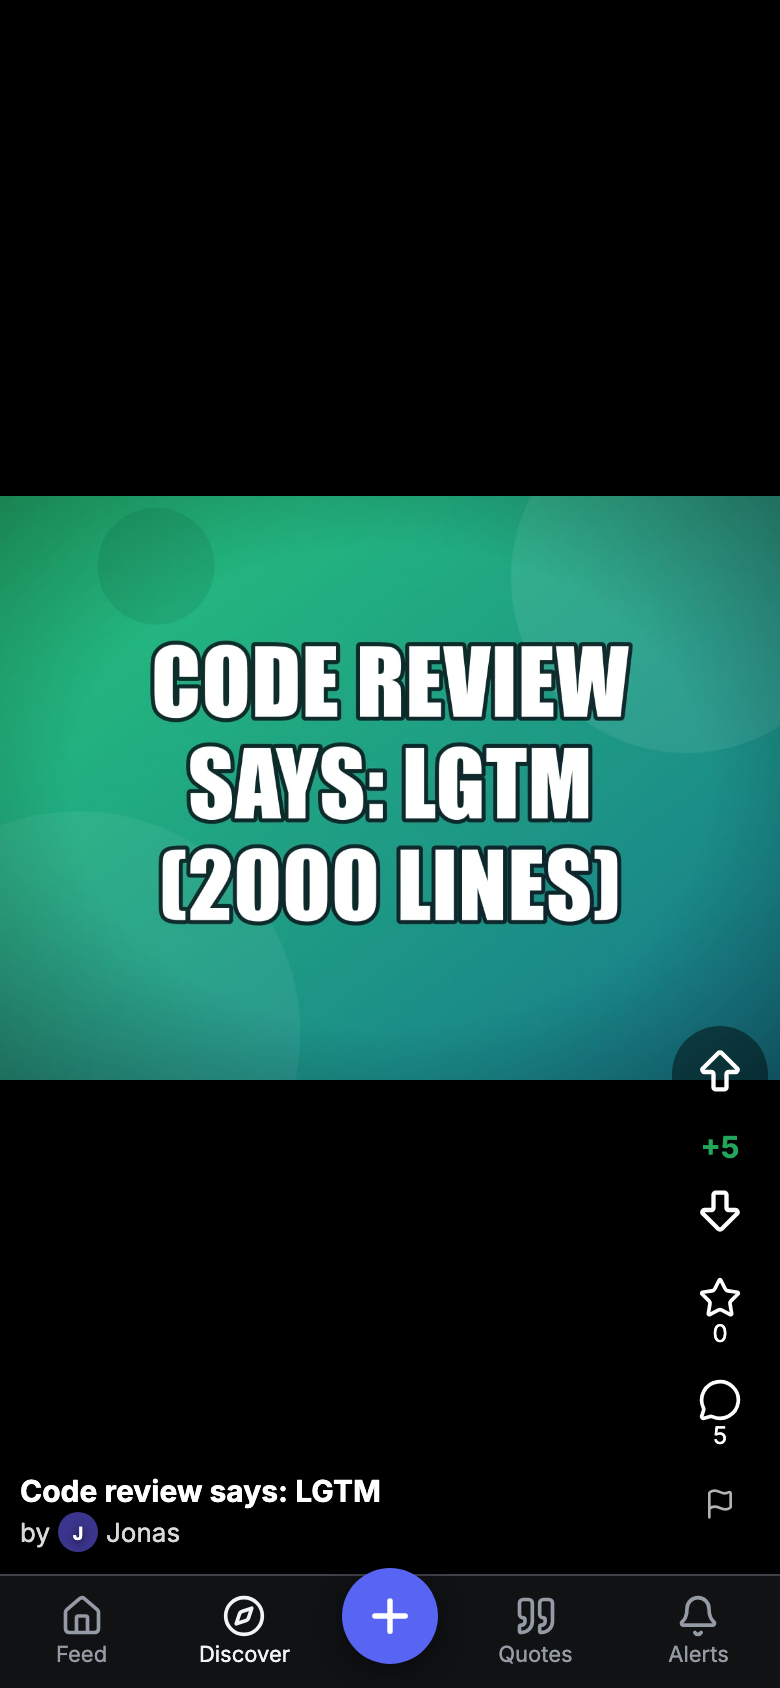 CODE REVIEW
SAYS: LGTM
(2000 LINES)
+5
0
5
Code review says: LGTM
by J Jonas
Feed Discover Quotes Alerts